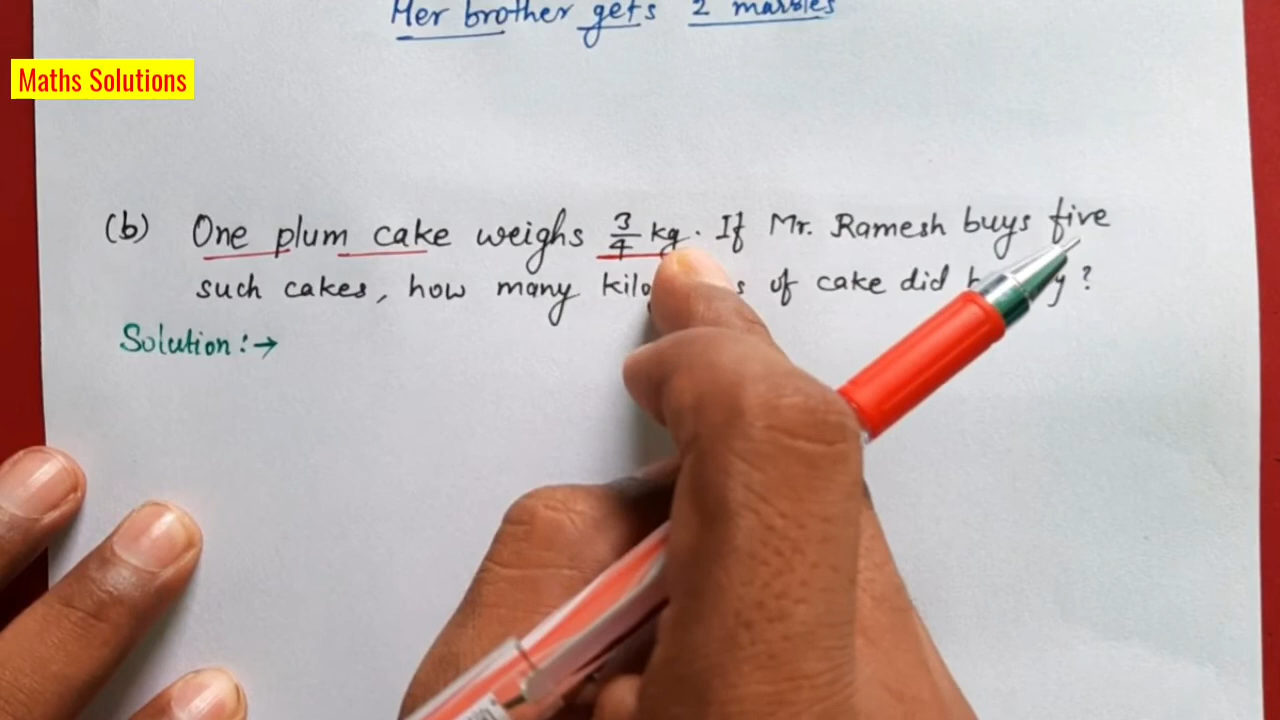 Her brother gets 2 marbles
Maths Solutions
(b) One plum cake weighs 3/4 kg. If Mr. Ramesh buys five
such cakes, how many of cake did ?
Solution :→